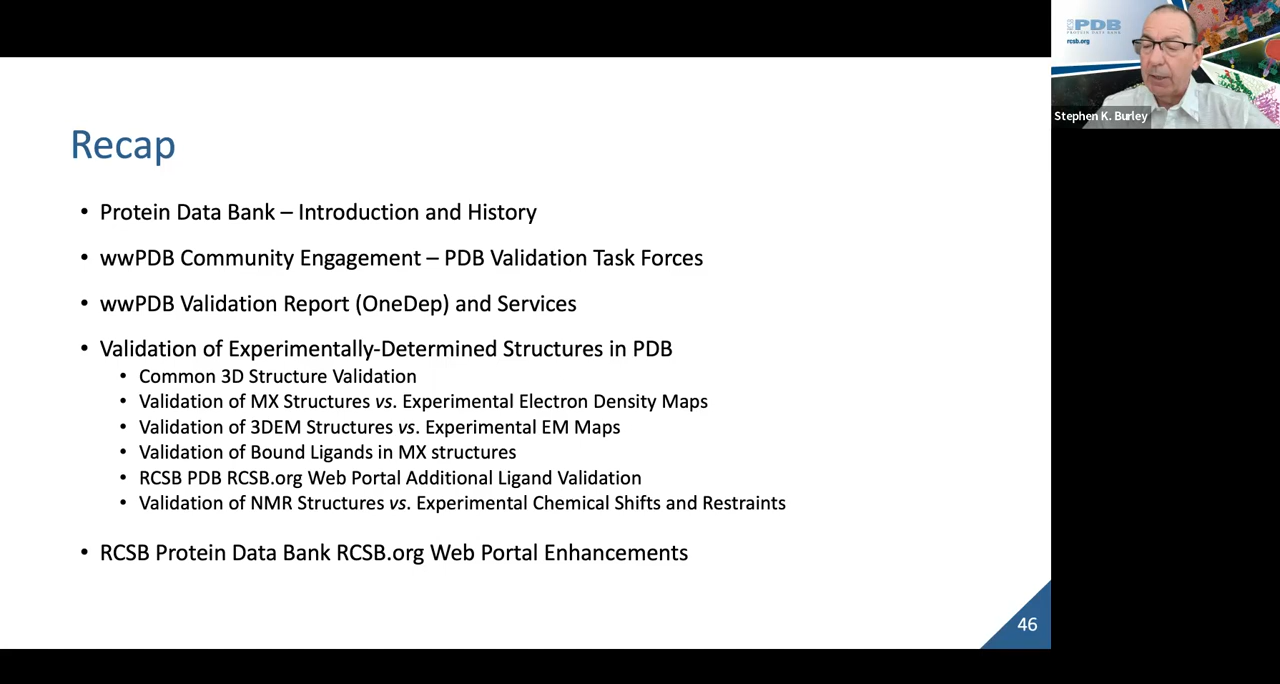 Recap
• Protein Data Bank – Introduction and History
• wwPDB Community Engagement – PDB Validation Task Forces
• wwPDB Validation Report (OneDep) and Services
• Validation of Experimentally-Determined Structures in PDB
• Common 3D Structure Validation
• Validation of MX Structures vs. Experimental Electron Density Maps
• Validation of 3DEM Structures vs. Experimental EM Maps
• Validation of Bound Ligands in MX structures
• RCSB PDB RCSB.org Web Portal Additional Ligand Validation
• Validation of NMR Structures vs. Experimental Chemical Shifts and Restraints
• RCSB Protein Data Bank RCSB.org Web Portal Enhancements
46
RCSB PDB
PROTEIN DATA BANK
rcsb.org
Stephen K. Burley